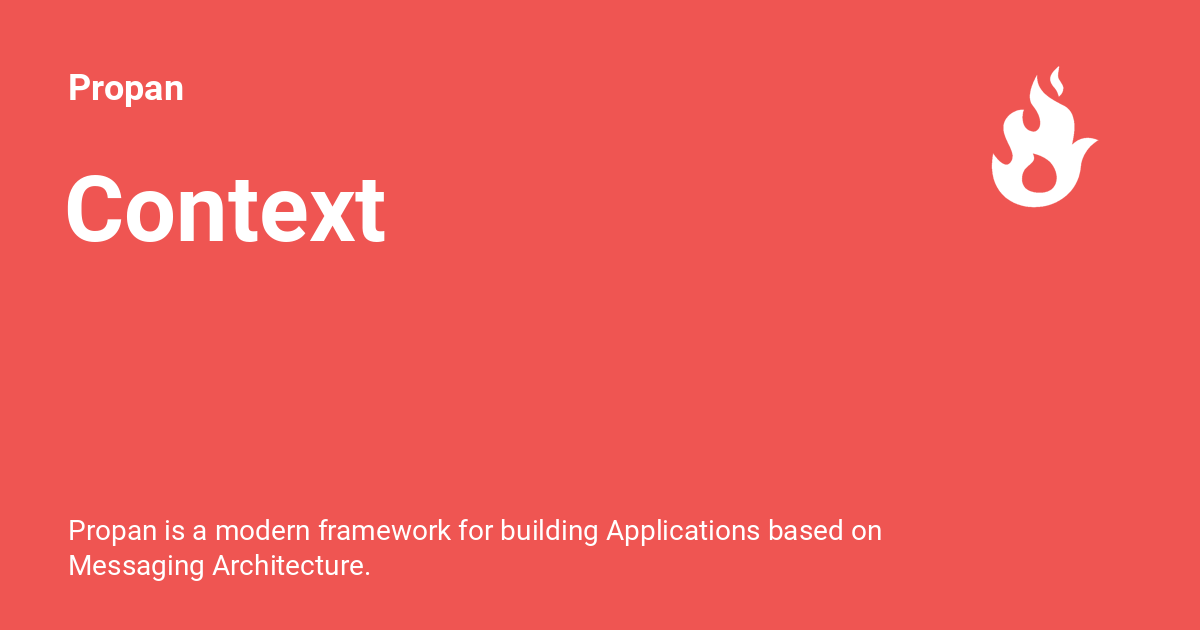 Propan
Context
Propan is a modern framework for building Applications based on
Messaging Architecture.